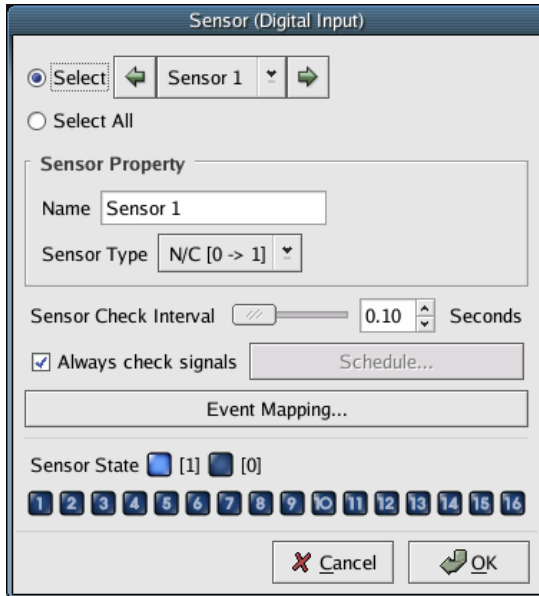 Sensor (Digital Input)
Select Sensor 1
Select All
Sensor Property
Name Sensor 1
Sensor Type N/C [0 -> 1]
Sensor Check Interval 0.10 Seconds
Always check signals Schedule...
Event Mapping...
Sensor State [1] [0]
1 2 3 4 5 6 7 8 9 10 11 12 13 14 15 16
Cancel OK